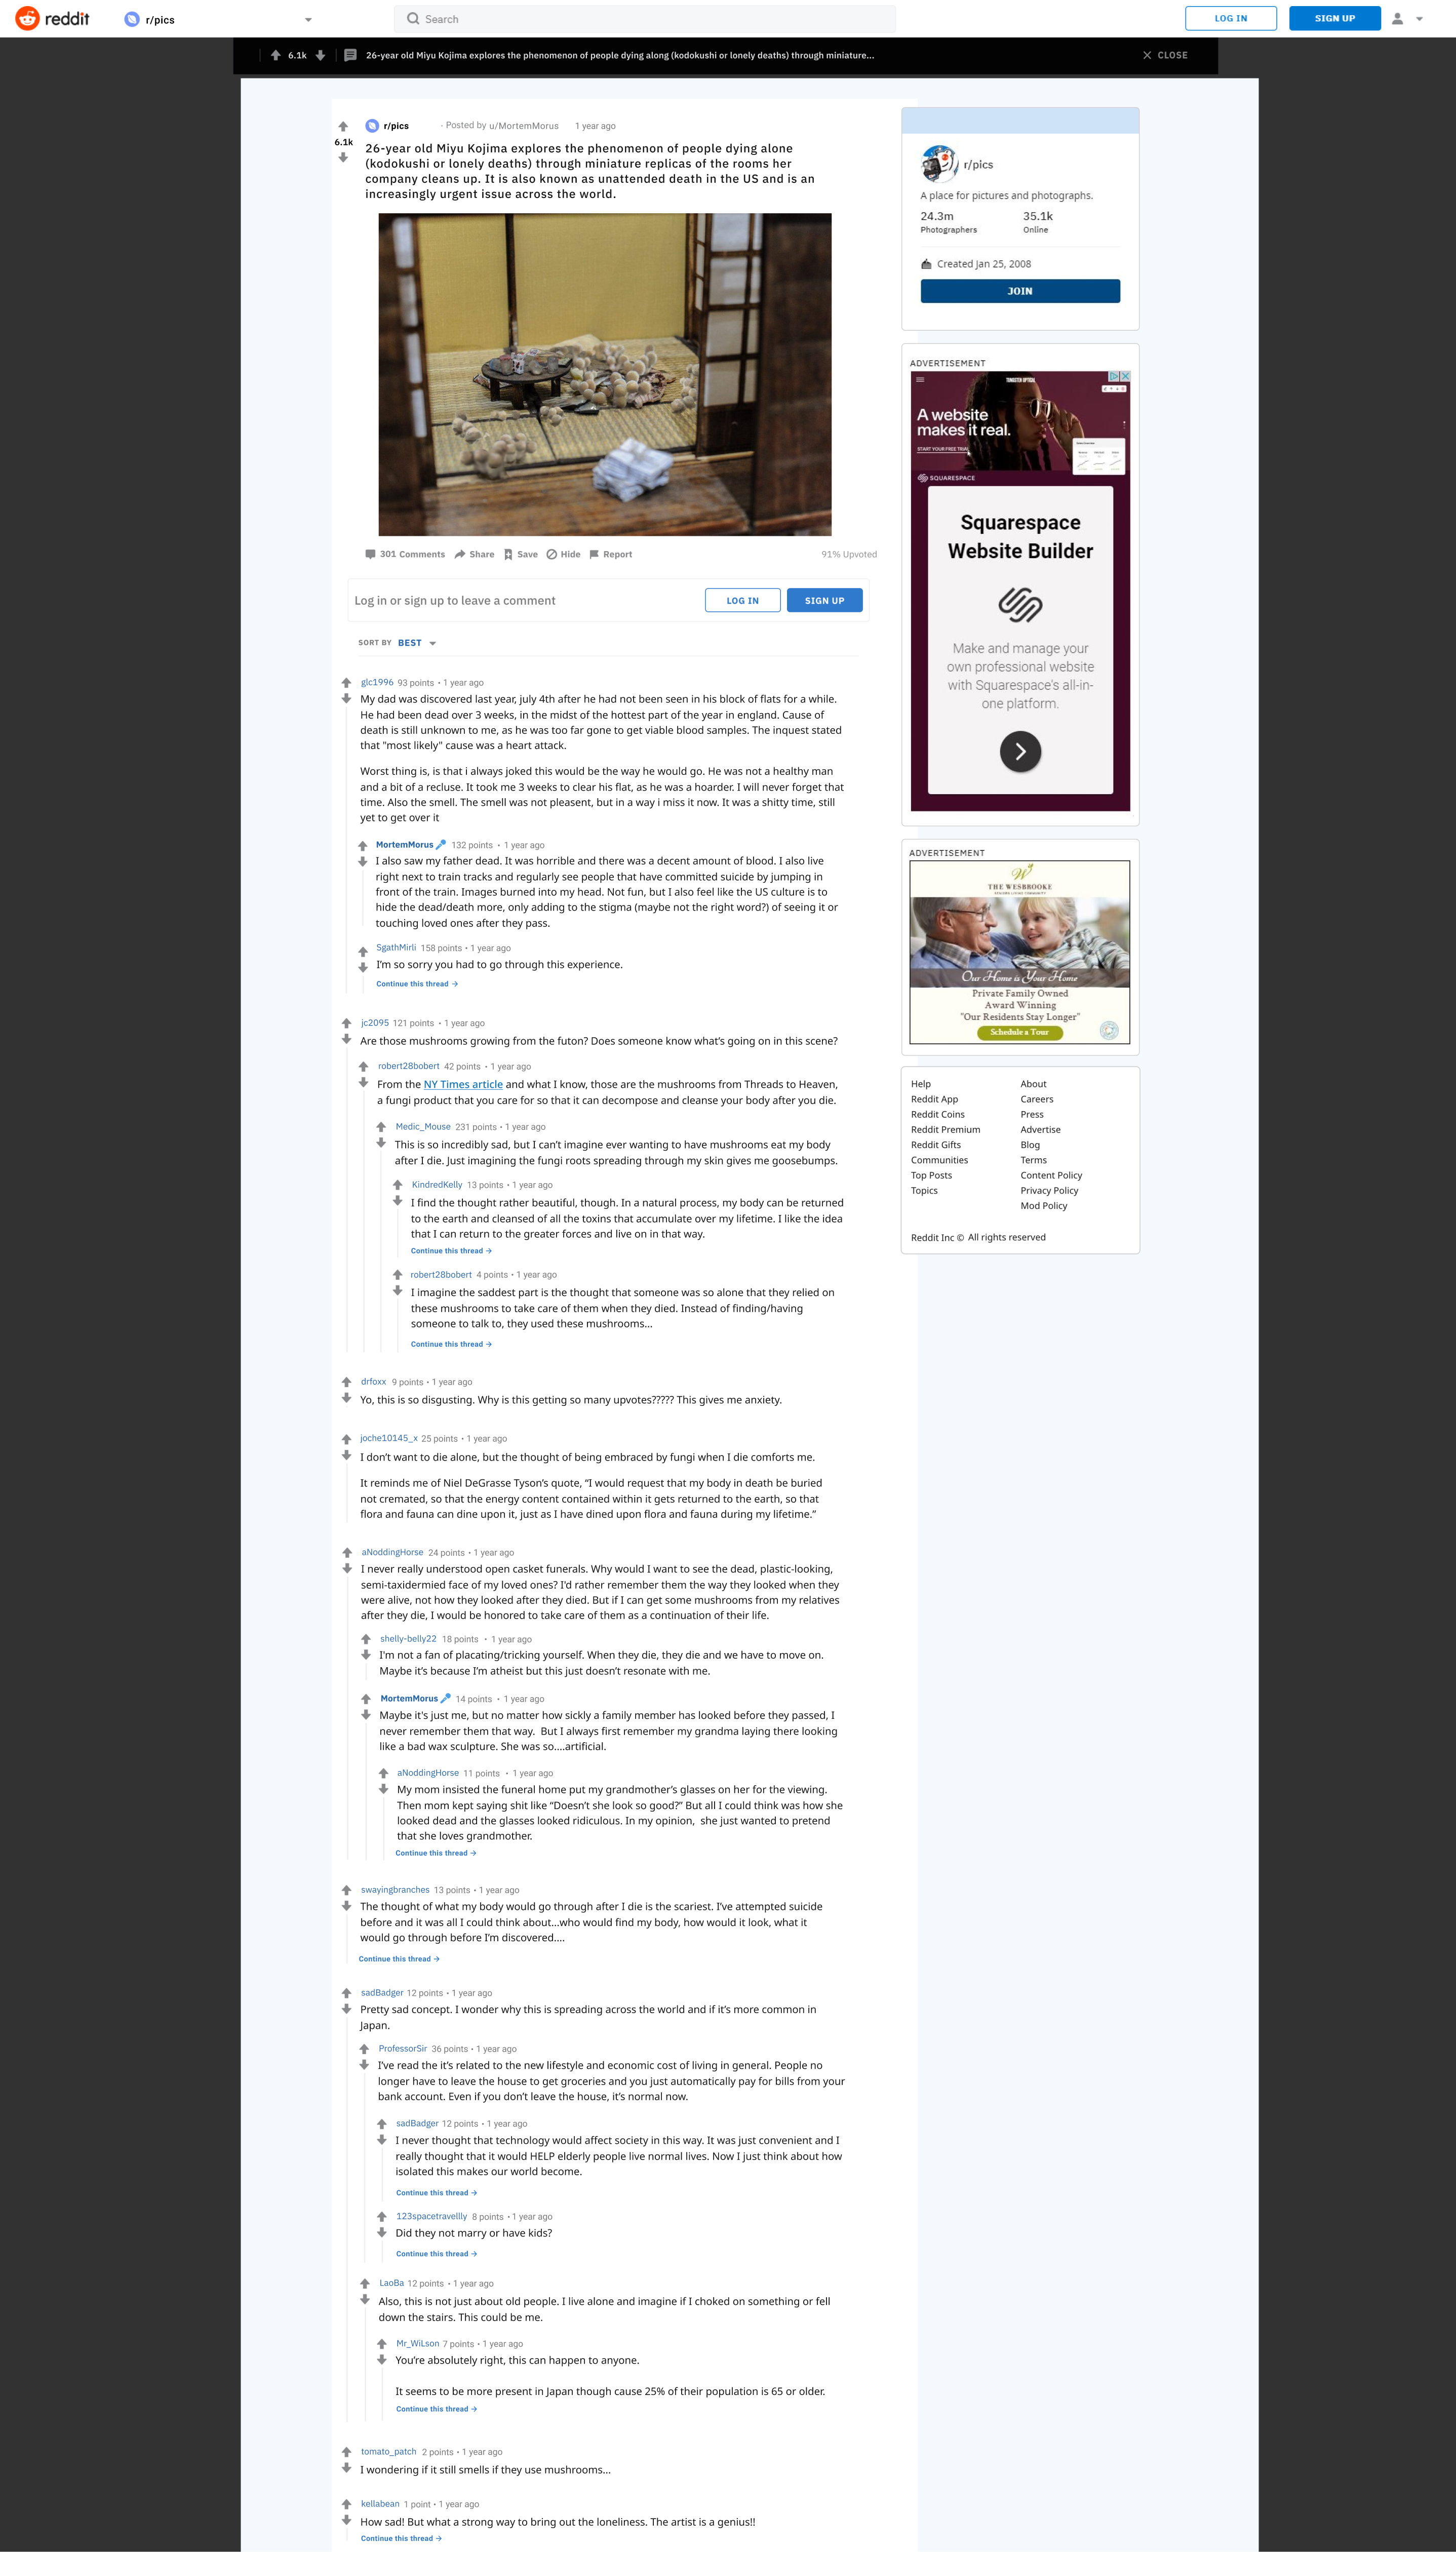 reddit
r/pics
Search
LOG IN
SIGN UP
6.1k
26-year old Miyu Kojima explores the phenomenon of people dying along (kodokushi or lonely deaths) through miniature...
CLOSE
r/pics
· Posted by u/MortemMorus
1 year ago
6.1k
26-year old Miyu Kojima explores the phenomenon of people dying alone
(kodokushi or lonely deaths) through miniature replicas of the rooms her
company cleans up. It is also known as unattended death in the US and is an
increasingly urgent issue across the world.
301 Comments
Share
Save
Hide
Report
91% Upvoted
Log in or sign up to leave a comment
LOG IN
SIGN UP
SORT BY BEST
glc1996 93 points • 1 year ago
My dad was discovered last year, july 4th after he had not been seen in his block of flats for a while.
He had been dead over 3 weeks, in the midst of the hottest part of the year in england. Cause of
death is still unknown to me, as he was too far gone to get viable blood samples. The inquest stated
that "most likely" cause was a heart attack.
Worst thing is, is that i always joked this would be the way he would go. He was not a healthy man
and a bit of a recluse. It took me 3 weeks to clear his flat, as he was a hoarder. I will never forget that
time. Also the smell. The smell was not pleasent, but in a way i miss it now. It was a shitty time, still
yet to get over it
MortemMorus 132 points • 1 year ago
I also saw my father dead. It was horrible and there was a decent amount of blood. I also live
right next to train tracks and regularly see people that have committed suicide by jumping in
front of the train. Images burned into my head. Not fun, but I also feel like the US culture is to
hide the dead/death more, only adding to the stigma (maybe not the right word?) of seeing it or
touching loved ones after they pass.
SgathMirli 158 points • 1 year ago
I'm so sorry you had to go through this experience.
Continue this thread →
jc2095 121 points • 1 year ago
Are those mushrooms growing from the futon? Does someone know what's going on in this scene?
robert28bobert 42 points • 1 year ago
From the NY Times article and what I know, those are the mushrooms from Threads to Heaven,
a fungi product that you care for so that it can decompose and cleanse your body after you die.
Medic_Mouse 231 points • 1 year ago
This is so incredibly sad, but I can't imagine ever wanting to have mushrooms eat my body
after I die. Just imagining the fungi roots spreading through my skin gives me goosebumps.
KindredKelly 13 points • 1 year ago
I find the thought rather beautiful, though. In a natural process, my body can be returned
to the earth and cleansed of all the toxins that accumulate over my lifetime. I like the idea
that I can return to the greater forces and live on in that way.
Continue this thread →
robert28bobert 4 points • 1 year ago
I imagine the saddest part is the thought that someone was so alone that they relied on
these mushrooms to take care of them when they died. Instead of finding/having
someone to talk to, they used these mushrooms...
Continue this thread →
drfoxx 9 points • 1 year ago
Yo, this is so disgusting. Why is this getting so many upvotes????? This gives me anxiety.
joche10145_x 25 points • 1 year ago
I don't want to die alone, but the thought of being embraced by fungi when I die comforts me.
It reminds me of Niel DeGrasse Tyson's quote, “I would request that my body in death be buried
not cremated, so that the energy content contained within it gets returned to the earth, so that
flora and fauna can dine upon it, just as I have dined upon flora and fauna during my lifetime.”
aNoddingHorse 24 points • 1 year ago
I never really understood open casket funerals. Why would I want to see the dead, plastic-looking,
semi-taxidermied face of my loved ones? I'd rather remember them the way they looked when they
were alive, not how they looked after they died. But if I can get some mushrooms from my relatives
after they die, I would be honored to take care of them as a continuation of their life.
shelly-belly22 18 points • 1 year ago
I'm not a fan of placating/tricking yourself. When they die, they die and we have to move on.
Maybe it's because I'm atheist but this just doesn't resonate with me.
MortemMorus 14 points • 1 year ago
Maybe it's just me, but no matter how sickly a family member has looked before they passed, I
never remember them that way. But I always first remember my grandma laying there looking
like a bad wax sculpture. She was so....artificial.
aNoddingHorse 11 points • 1 year ago
My mom insisted the funeral home put my grandmother's glasses on her for the viewing.
Then mom kept saying shit like “Doesn't she look so good?” But all I could think was how she
looked dead and the glasses looked ridiculous. In my opinion, she just wanted to pretend
that she loves grandmother.
Continue this thread →
swayingbranches 13 points • 1 year ago
The thought of what my body would go through after I die is the scariest. I've attempted suicide
before and it was all I could think about...who would find my body, how would it look, what it
would go through before I'm discovered....
Continue this thread →
sadBadger 12 points • 1 year ago
Pretty sad concept. I wonder why this is spreading across the world and if it's more common in
Japan.
ProfessorSir 36 points • 1 year ago
I've read the it's related to the new lifestyle and economic cost of living in general. People no
longer have to leave the house to get groceries and you just automatically pay for bills from your
bank account. Even if you don't leave the house, it's normal now.
sadBadger 12 points • 1 year ago
I never thought that technology would affect society in this way. It was just convenient and I
really thought that it would HELP elderly people live normal lives. Now I just think about how
isolated this makes our world become.
Continue this thread →
123spacetravellly 8 points • 1 year ago
Did they not marry or have kids?
Continue this thread →
LaoBa 12 points • 1 year ago
Also, this is not just about old people. I live alone and imagine if I choked on something or fell
down the stairs. This could be me.
Mr_WiLson 7 points • 1 year ago
You're absolutely right, this can happen to anyone.
It seems to be more present in Japan though cause 25% of their population is 65 or older.
Continue this thread →
tomato_patch 2 points • 1 year ago
I wondering if it still smells if they use mushrooms...
kellabean 1 point • 1 year ago
How sad! But what a strong way to bring out the loneliness. The artist is a genius!!
Continue this thread →
r/pics
A place for pictures and photographs.
24.3m
35.1k
Photographers
Online
Created Jan 25, 2008
JOIN
ADVERTISEMENT
A website
makes it real.
START YOUR FREE TRIAL
SQUARESPACE
Squarespace
Website Builder
Make and manage your
own professional website
with Squarespace's all-in-
one platform.
ADVERTISEMENT
THE WESBROOKE
Our Home is Your Home
Private Family Owned
Award Winning
"Our Residents Stay Longer"
Schedule a Tour
Help
About
Reddit App
Careers
Reddit Coins
Press
Reddit Premium
Advertise
Reddit Gifts
Blog
Communities
Terms
Top Posts
Content Policy
Topics
Privacy Policy
Mod Policy
Reddit Inc © All rights reserved